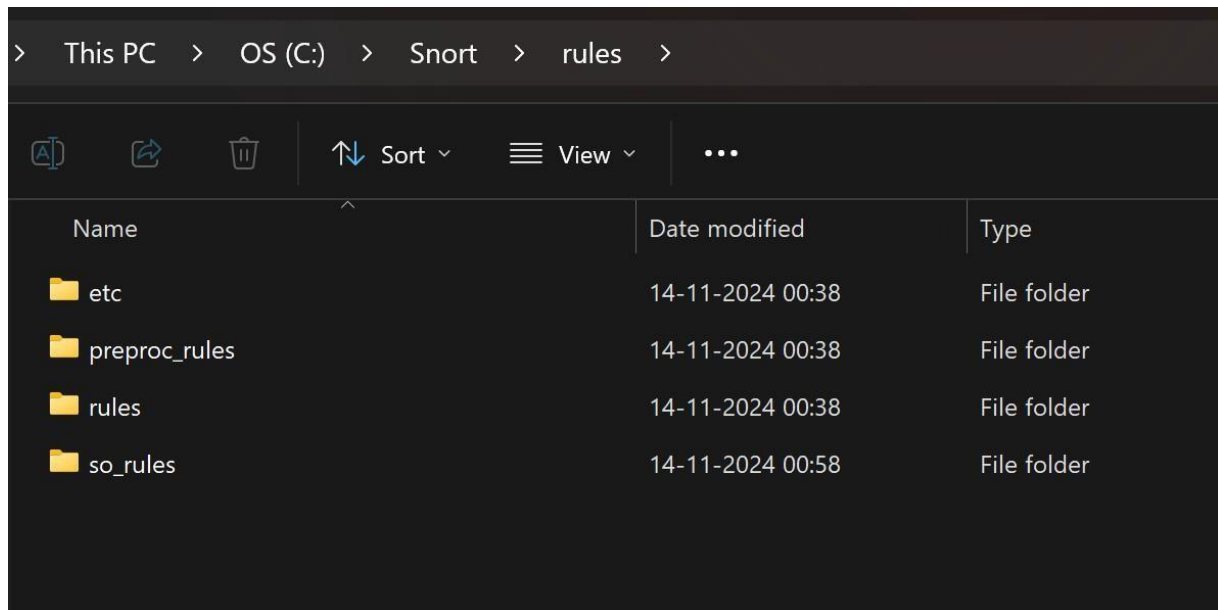 > This PC > OS (C:) > Snort > rules >
Sort View
Name Date modified Type
etc 14-11-2024 00:38 File folder
preproc_rules 14-11-2024 00:38 File folder
rules 14-11-2024 00:38 File folder
so_rules 14-11-2024 00:58 File folder